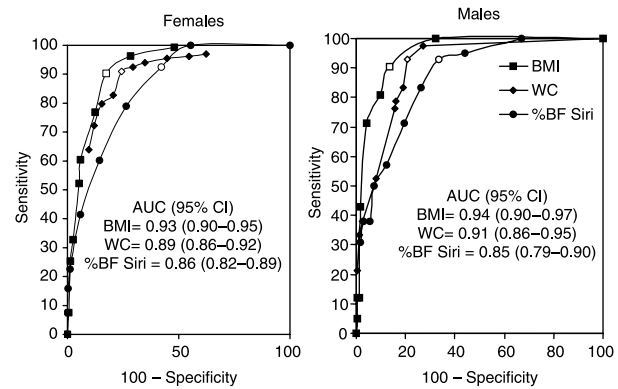 Females
Males
100
90
80
70
60
50
40
30
20
10
0
Sensitivity
AUC (95% CI)
BMI= 0.93 (0.90–0.95)
WC= 0.89 (0.86–0.92)
%BF Siri = 0.86 (0.82–0.89)
0
50
100
100 – Specificity
100
90
80
70
60
50
40
30
20
10
0
Sensitivity
BMI
WC
%BF Siri
AUC (95% CI)
BMI= 0.94 (0.90–0.97)
WC= 0.91 (0.86–0.95)
%BF Siri = 0.85 (0.79–0.90)
0
20
40
60
80
100
100 – Specificity